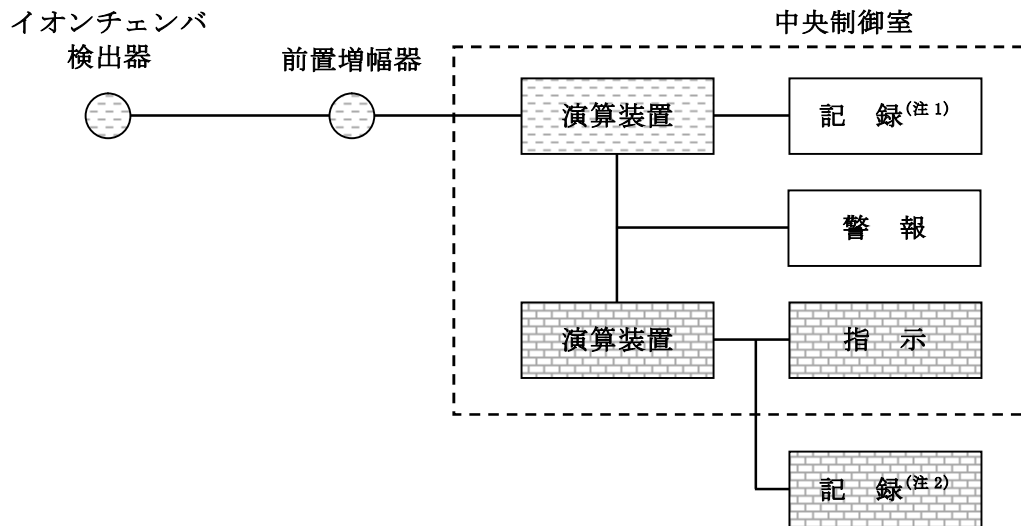 イオンチェンバ
検出器
前置増幅器
中央制御室
演算装置
記 録(注1)
警 報
演算装置
指 示
記 録(注2)